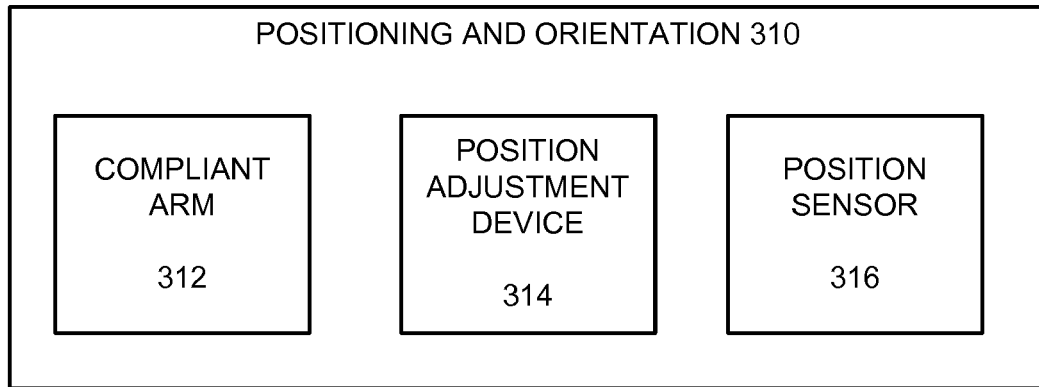 POSITIONING AND ORIENTATION 310
COMPLIANT
ARM
312
POSITION
ADJUSTMENT
DEVICE
314
POSITION
SENSOR
316